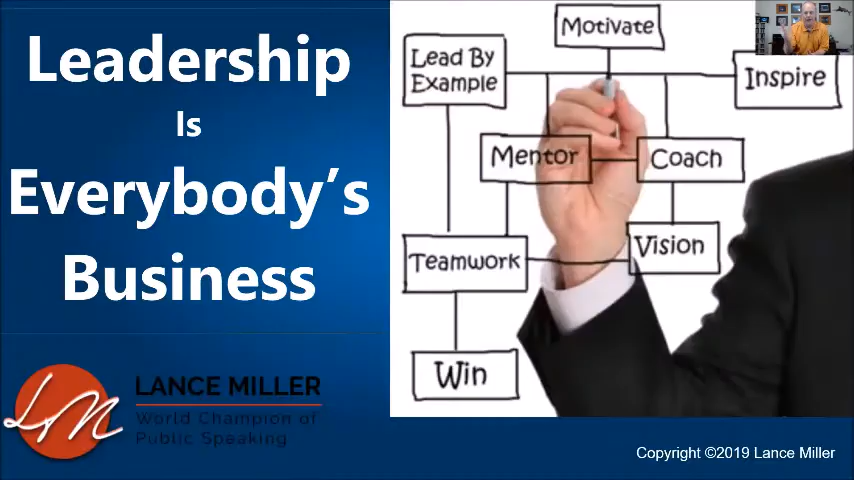 Leadership
Is
Everybody's
Business
LANCE MILLER
World Champion of
Public Speaking
Motivate
Lead By
Example
Inspire
Mentor
Coach
Teamwork
Vision
Win
Copyright ©2019 Lance Miller